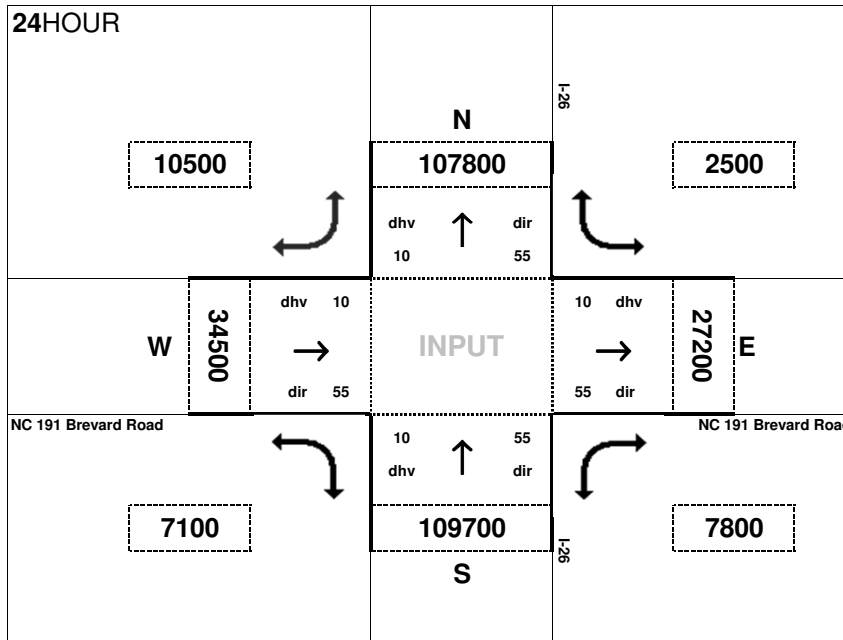 24HOUR
I-26
N
10500
107800
2500
dhv dir
10 55
dhv 10
10 dhv
W
34500
INPUT
27200
E
dir 55
55 dir
NC 191 Brevard Road
NC 191 Brevard Road
10 55
dhv dir
7100
109700
7800
I-26
S